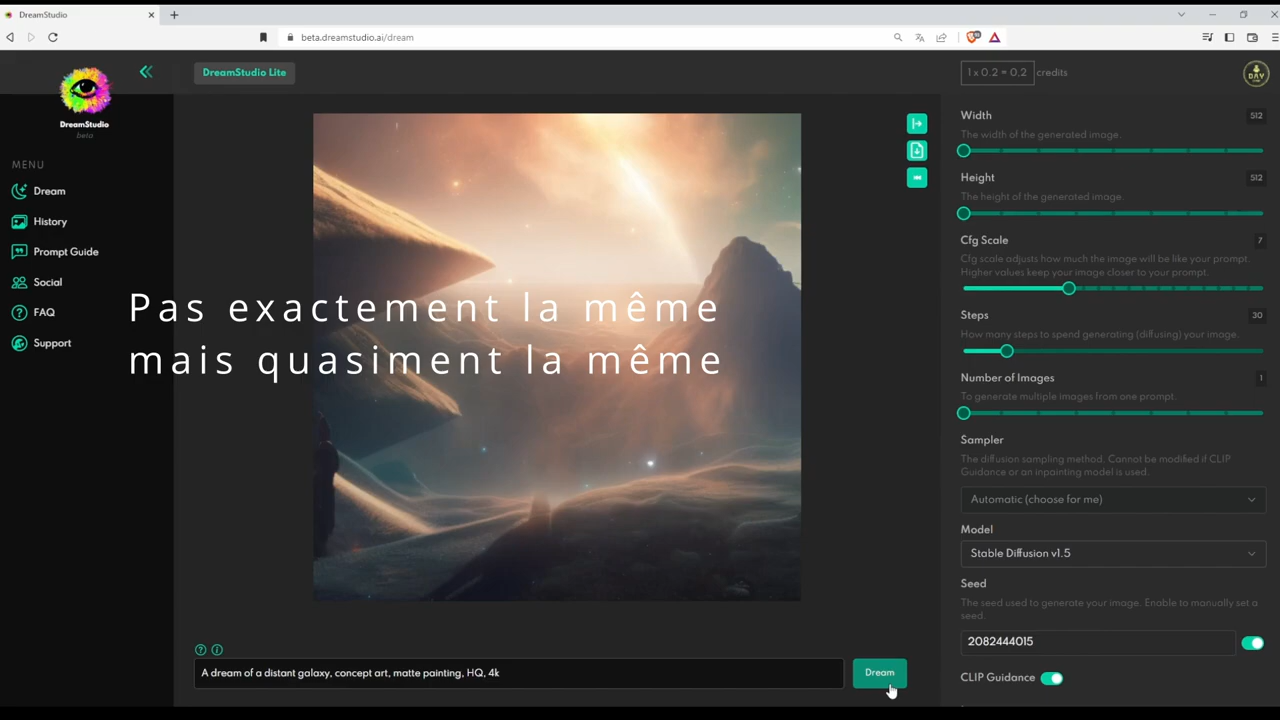 DreamStudio
beta.dreamstudio.ai/dream
DreamStudio Lite
1 x 0.2 = 0,2 credits
DAY
DreamStudio
beta
MENU
Dream
History
Prompt Guide
Social
FAQ
Support
Pas exactement la même
mais quasiment la même
Width 512
The width of the generated image.
Height 512
The height of the generated image.
Cfg Scale 7
Cfg scale adjusts how much the image will be like your prompt.
Higher values keep your image closer to your prompt.
Steps 30
How many steps to spend generating (diffusing) your image.
Number of Images 1
To generate multiple images from one prompt.
Sampler
The diffusion sampling method. Cannot be modified if CLIP
Guidance or an inpainting model is used.
Automatic (choose for me)
Model
Stable Diffusion v1.5
Seed
The seed used to generate your image. Enable to manually set a
seed.
2082444015
CLIP Guidance
A dream of a distant galaxy, concept art, matte painting, HQ, 4k
Dream